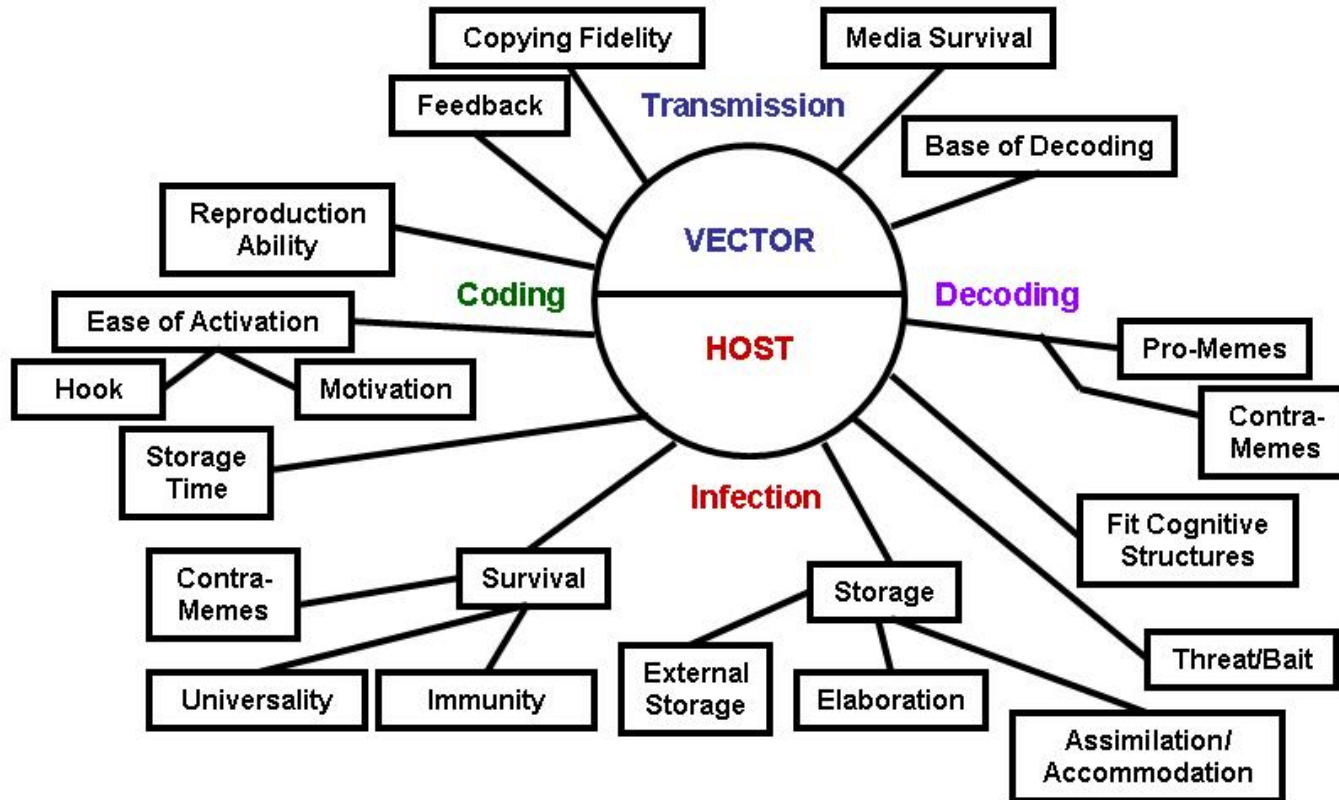 Copying Fidelity
Media Survival
Feedback
Transmission
Base of Decoding
Reproduction
Ability
VECTOR
Coding
Decoding
Ease of Activation
HOST
Pro-Memes
Hook
Motivation
Contra-
Memes
Storage
Time
Infection
Fit Cognitive
Structures
Contra-
Memes
Survival
Storage
Threat/Bait
Universality
Immunity
External
Storage
Elaboration
Assimilation/
Accommodation